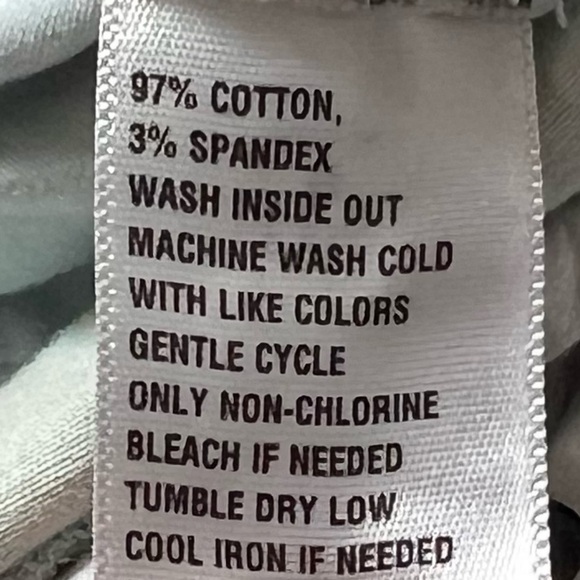 97% COTTON,
3% SPANDEX
WASH INSIDE OUT
MACHINE WASH COLD
WITH LIKE COLORS
GENTLE CYCLE
ONLY NON-CHLORINE
BLEACH IF NEEDED
TUMBLE DRY LOW
COOL IRON IF NEEDED